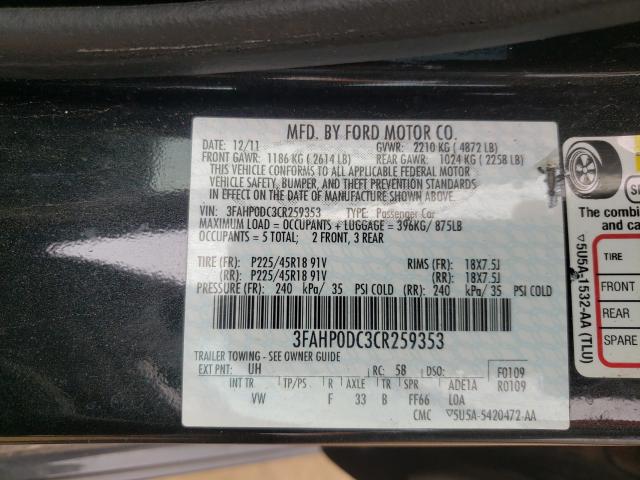 MFD. BY FORD MOTOR CO.
DATE: 12/11 GVWR: 2210 KG ( 4872 LB)
FRONT GAWR: 1186 KG ( 2614 LB) REAR GAWR: 1024 KG ( 2258 LB)
THIS VEHICLE CONFORMS TO ALL APPLICABLE FEDERAL MOTOR
VEHICLE SAFETY, BUMPER, AND THEFT PREVENTION STANDARDS
IN EFFECT ON THE DATE OF MANUFACTURE SHOWN ABOVE.
VIN: 3FAHP0DC3CR259353 TYPE: Passenger Car
MAXIMUM LOAD = OCCUPANTS + LUGGAGE = 396KG/ 875LB
OCCUPANTS = 5 TOTAL; 2 FRONT, 3 REAR
TIRE (FR): P225/45R18 91V RIMS (FR): 18X7.5J
(RR): P225/45R18 91V (RR): 18X7.5J
PRESSURE (FR): 240 kPa/ 35 PSI COLD (RR): 240 kPa/ 35 PSI COLD
3FAHP0DC3CR259353
TRAILER TOWING - SEE OWNER GUIDE
EXT PNT: UH RC: 58 DSO: F0109
INT TR TP/PS R AXLE TR SPR ADE1A R0109
VW F 33 B FF66 LOA
CMC ▽5U5A-5420472-AA
▽5U5A-1532-AA (TLU)
The combi
and ca
TIRE
FRONT
REAR
SPARE